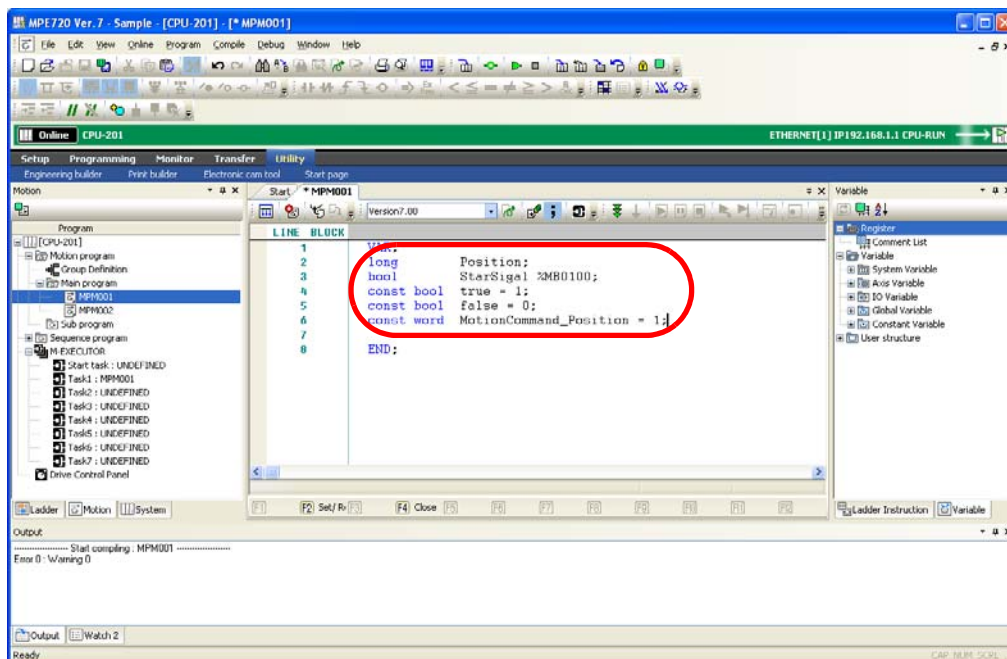 MPE720 Ver. 7 - Sample - [CPU-201] - [* MPM001]
File Edit View Online Program Compile Debug Window Help
Online CPU-201 ETHERNET[1] IP192.168.1.1 CPU-RUN
Setup Programming Monitor Transfer Utility
Engineering builder Print builder Electronic cam tool Start page
Motion
Program
[CPU-201]
Motion program
Group Definition
Main program
MPM001
MPM002
Sub program
Sequence program
M-EXECUTOR
Start task : UNDEFINED
Task1 : MPM001
Task2 : UNDEFINED
Task3 : UNDEFINED
Task4 : UNDEFINED
Task5 : UNDEFINED
Task6 : UNDEFINED
Task7 : UNDEFINED
Drive Control Panel
Ladder Motion System
Start * MPM001
Version7.00
LINE BLOCK
1 VAR;
2 long Position;
3 bool StarSigal %MB0100;
4 const bool true = 1;
5 const bool false = 0;
6 const word MotionCommand_Position = 1;
7
8 END;
F1 F2 Set/ R F3 F4 Close F5 F6 F7 F8 F9
Variable
Register
Comment List
Variable
System Variable
Axis Variable
IO Variable
Global Variable
Constant Variable
User structure
Ladder Instruction Variable
Output
-------------------- Start compiling : MPM001 --------------------
Error 0 : Warning 0
Output Watch 2
Ready CAP NUM SCRL